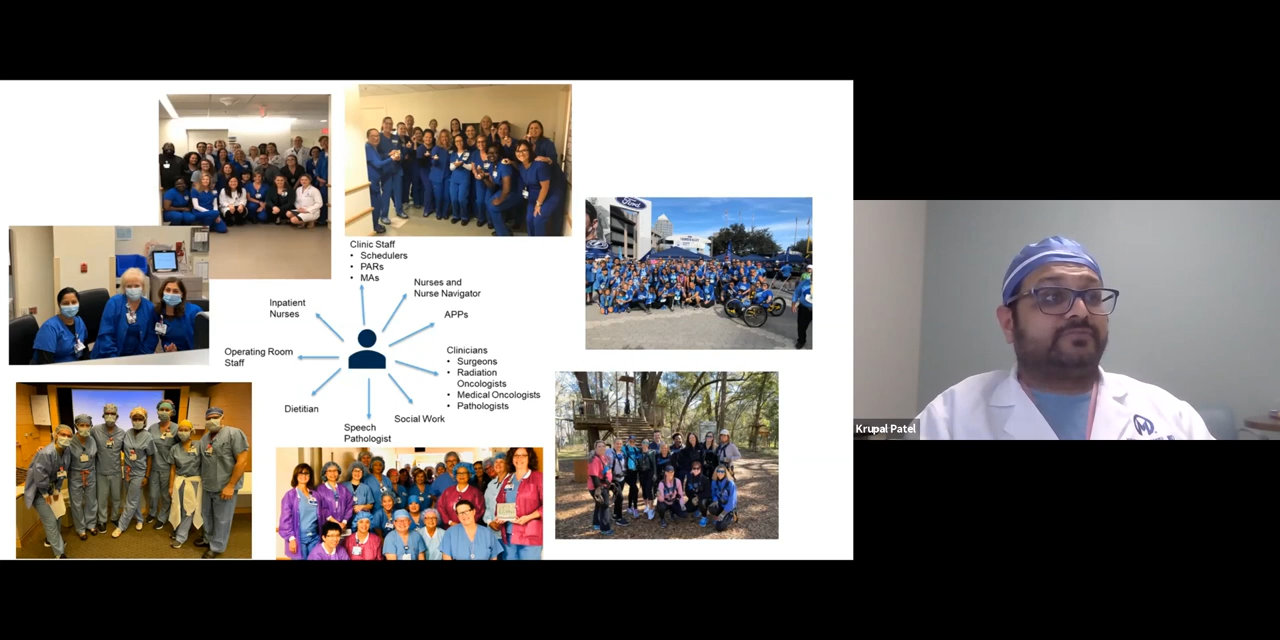 Ford
Clinic Staff
• Schedulers
• PARs
• MAs
Nurses and
Nurse Navigator
Inpatient
Nurses
APPs
Operating Room
Staff
Clinicians
• Surgeons
• Radiation
Oncologists
• Medical Oncologists
• Pathologists
Dietitian
Social Work
Speech
Pathologist
Krupal Patel